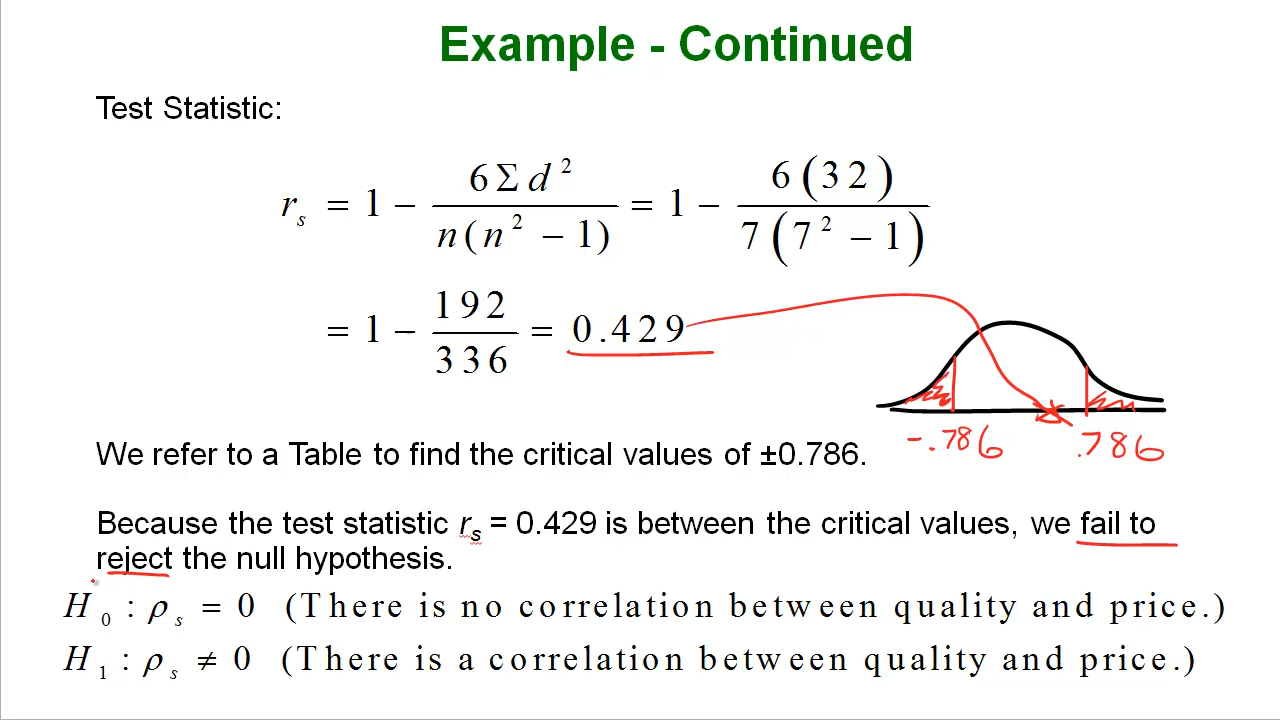 Example - Continued
Test Statistic:
r_s = 1 − 6Σd² / n(n² − 1) = 1 − 6(32) / 7(7² − 1)
= 1 − 192 / 336 = 0.429
We refer to a Table to find the critical values of ±0.786.
-.786 .786
Because the test statistic r_s = 0.429 is between the critical values, we fail to
reject the null hypothesis.
H₀ : ρ_s = 0 (There is no correlation between quality and price.)
H₁ : ρ_s ≠ 0 (There is a correlation between quality and price.)